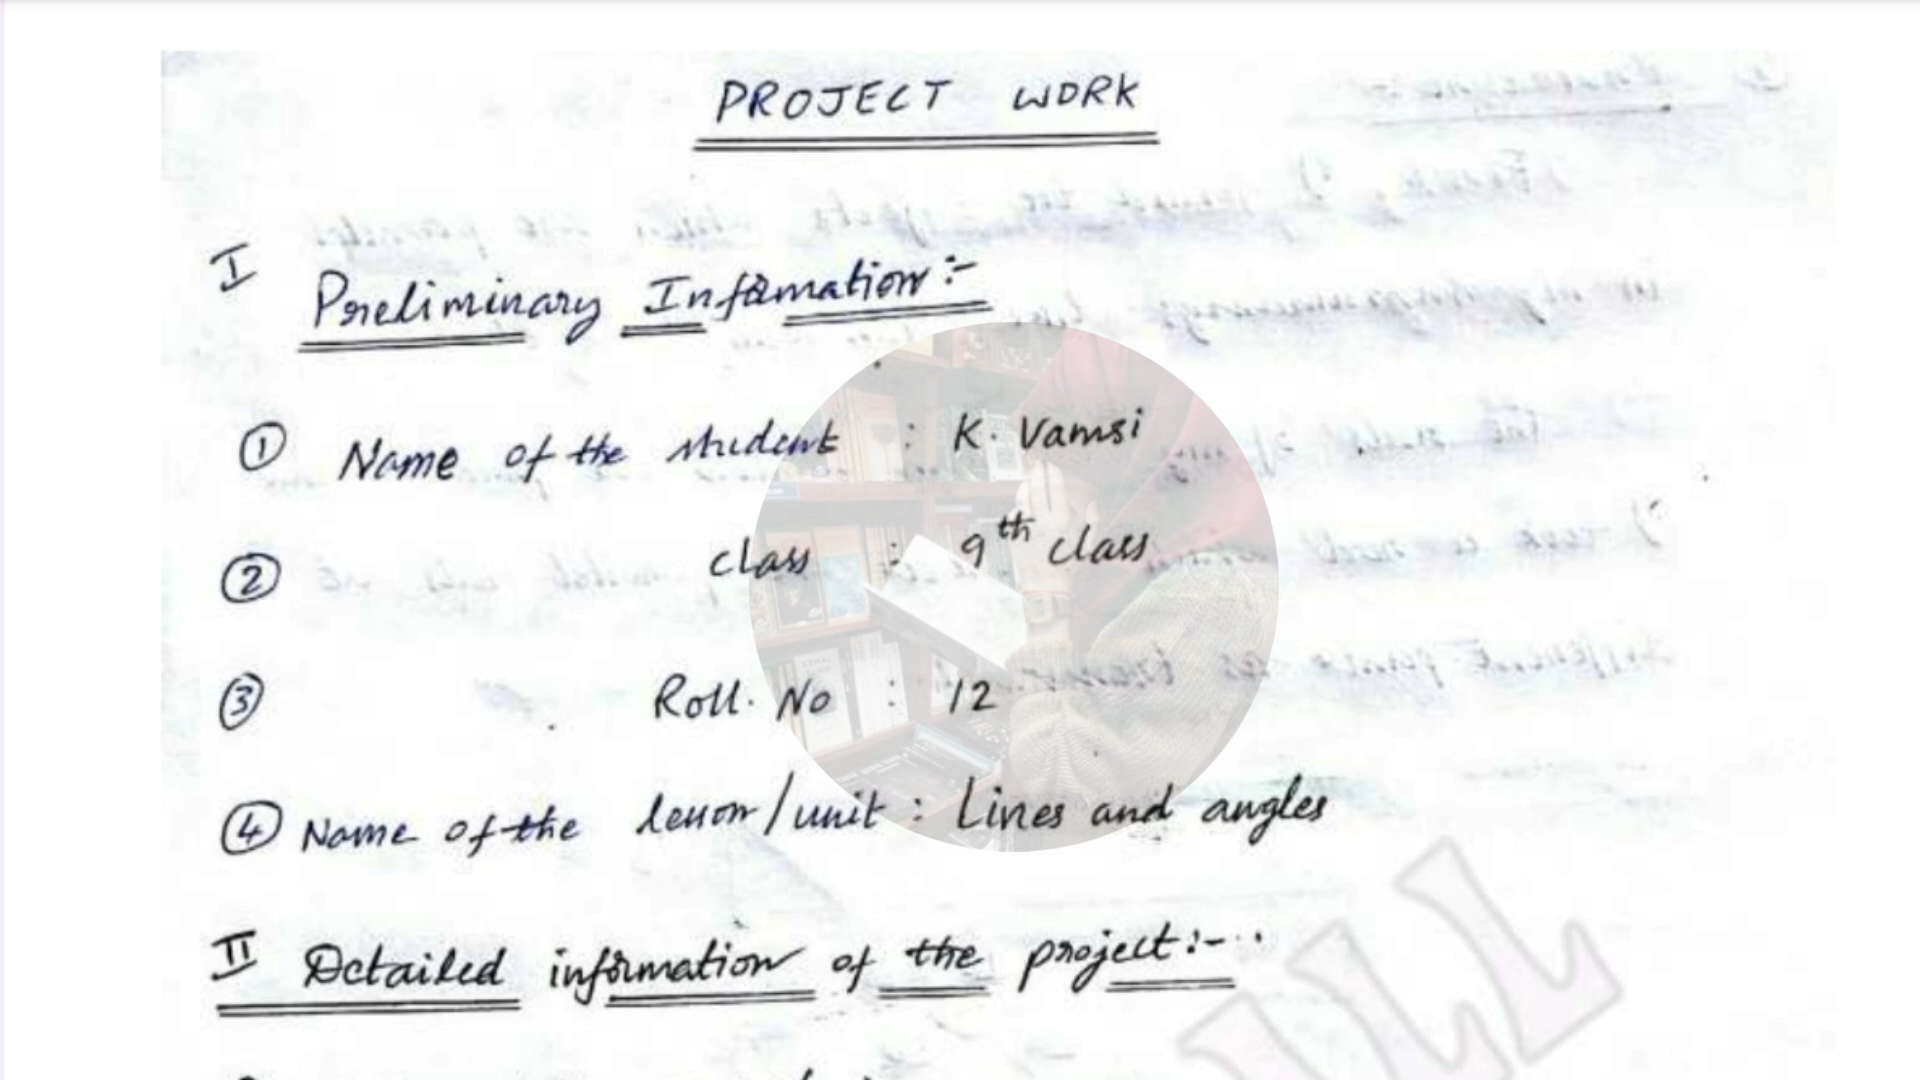 PROJECT WORK
I Preliminary Information :-
① Name of the student : K. Vamsi
② class : 9th class
③ Roll. No : 12
④ Name of the lesson/unit : Lines and angles
II Detailed information of the project :-